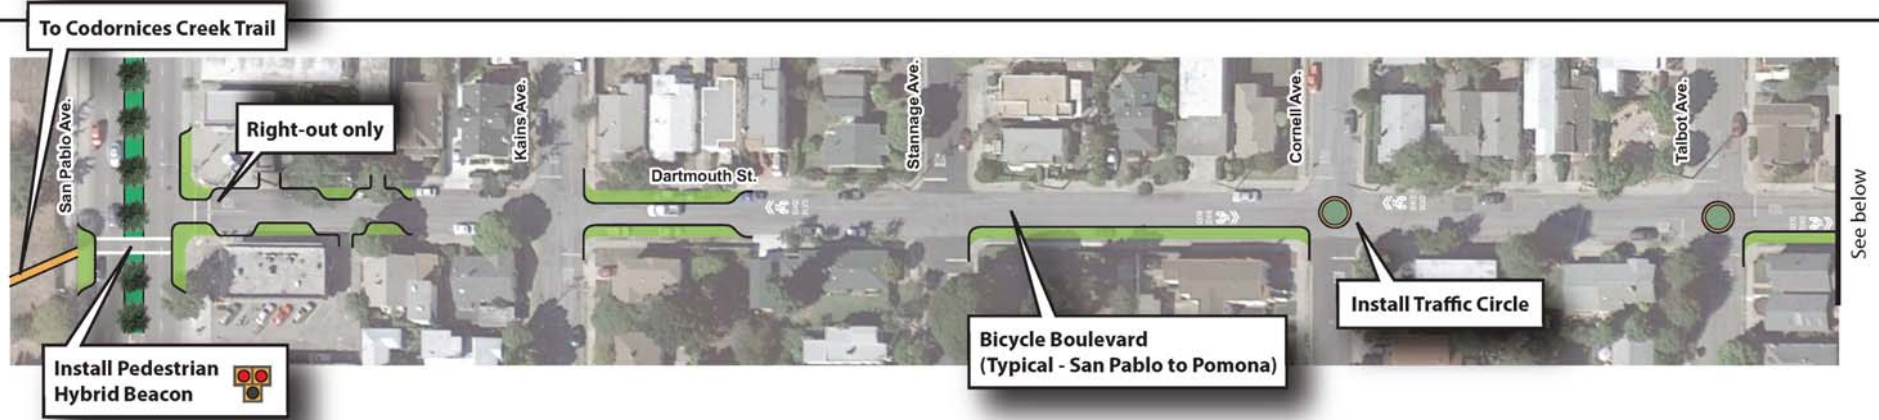 To Codornices Creek Trail
San Pablo Ave.
Right-out only
Kains Ave.
Dartmouth St.
Stannage Ave.
Cornell Ave.
Talbot Ave.
See below
Install Traffic Circle
Bicycle Boulevard
(Typical - San Pablo to Pomona)
Install Pedestrian
Hybrid Beacon